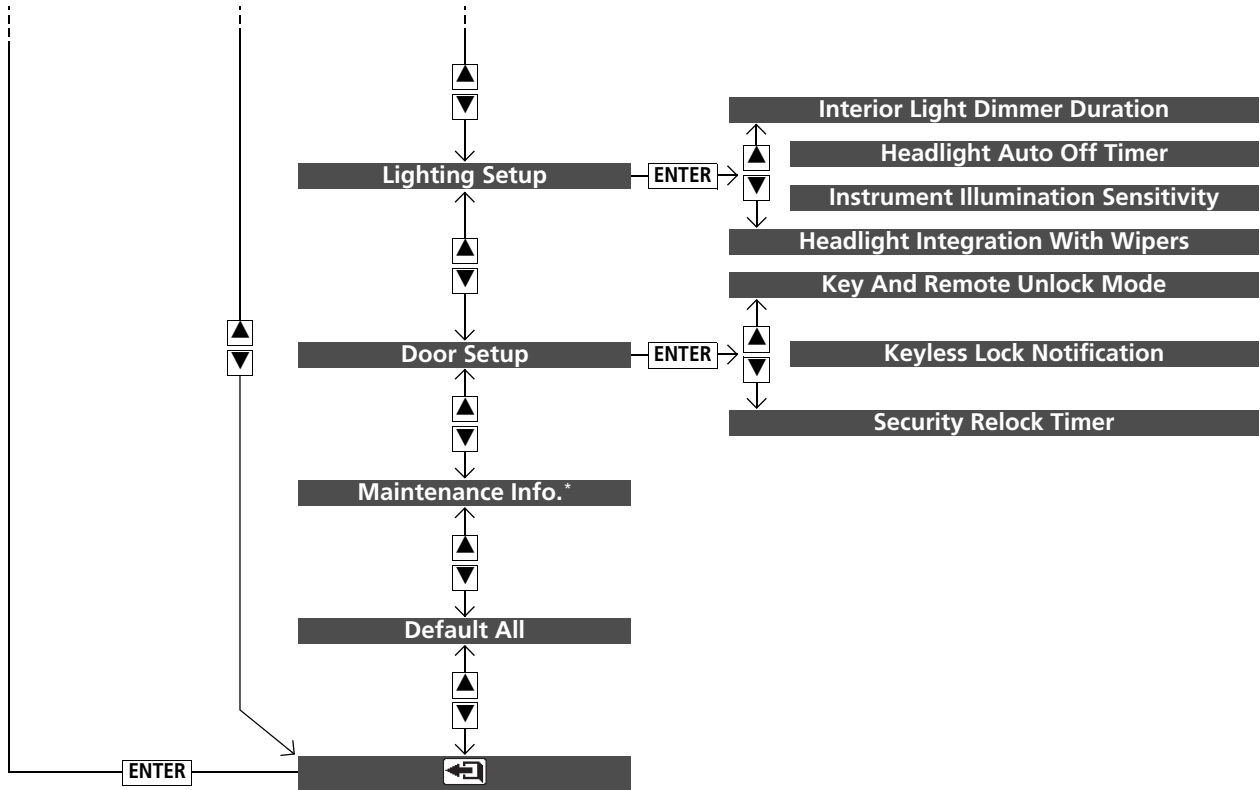 Interior Light Dimmer Duration
Headlight Auto Off Timer
Lighting Setup
ENTER
Instrument Illumination Sensitivity
Headlight Integration With Wipers
Key And Remote Unlock Mode
Door Setup
ENTER
Keyless Lock Notification
Security Relock Timer
Maintenance Info.*
Default All
ENTER